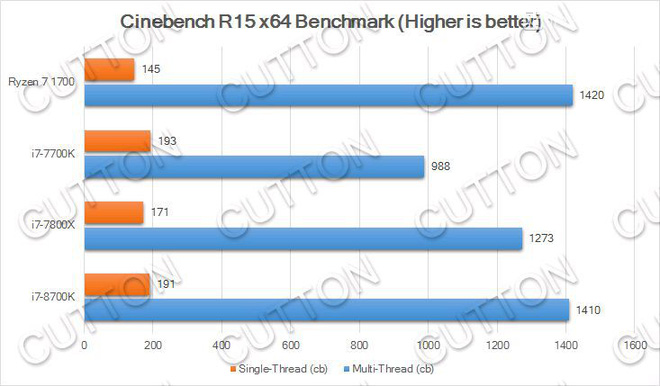 Cinebench R15 x64 Benchmark (Higher is better)
Ryzen 7 1700
145
1420
i7-7700K
193
988
i7-7800X
171
1273
i7-8700K
191
1410
0 200 400 600 800 1000 1200 1400 1600
Single-Thread (cb) Multi-Thread (cb)
CUTTON